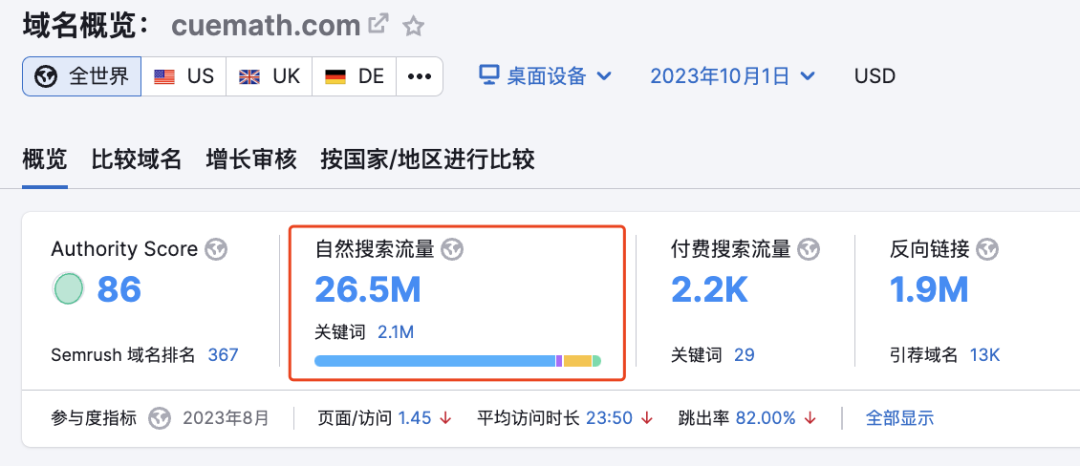 域名概览： cuemath.com
全世界 US UK DE •••
桌面设备 2023年10月1日 USD
概览 比较域名 增长审核 按国家/地区进行比较
Authority Score
86
Semrush 域名排名 367
自然搜索流量
26.5M
关键词 2.1M
付费搜索流量
2.2K
关键词 29
反向链接
1.9M
引荐域名 13K
参与度指标 2023年8月 页面/访问 1.45 ↓ 平均访问时长 23:50 ↓ 跳出率 82.00% ↓ 全部显示